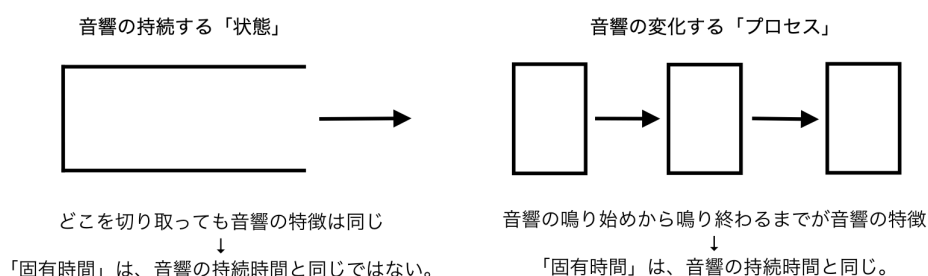 音響の持続する「状態」
どこを切り取っても音響の特徴は同じ
↓
「固有時間」は、音響の持続時間と同じではない。
音響の変化する「プロセス」
音響の鳴り始めから鳴り終わるまでが音響の特徴
↓
「固有時間」は、音響の持続時間と同じ。